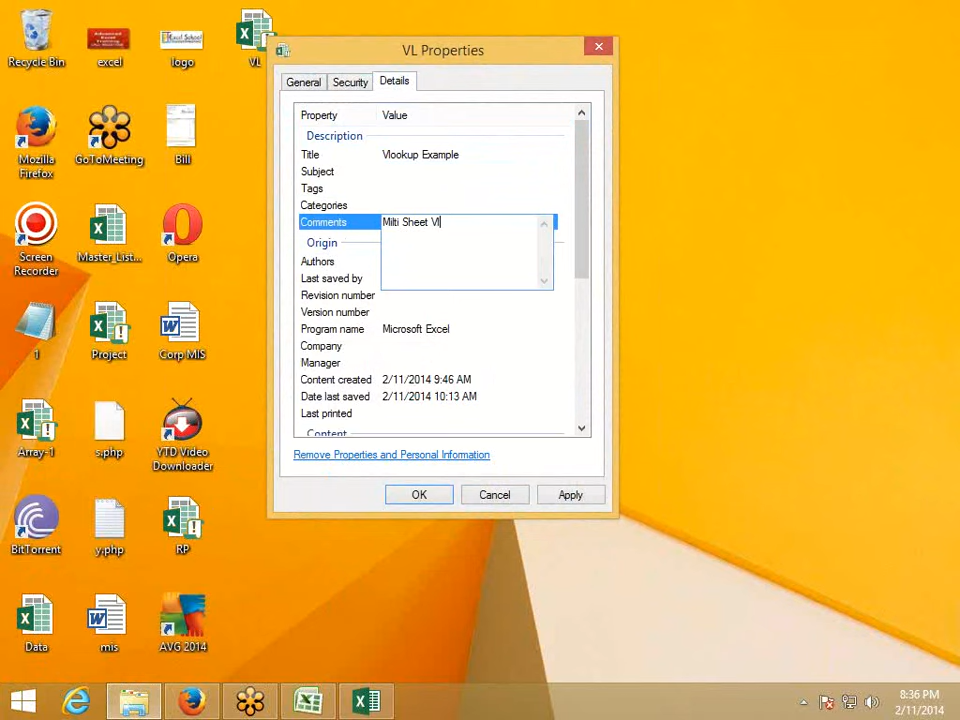 Recycle Bin
excel
logo
VL
Mozilla
Firefox
GoToMeeting
Bill
Screen
Recorder
Master_List...
Opera
1
Project
Corp MIS
Array-1
s.php
YTD Video
Downloader
BitTorrent
y.php
RP
Data
mis
AVG 2014
VL Properties
General
Security
Details
Property Value
Description
Title Vlookup Example
Subject
Tags
Categories
Comments Milti Sheet Vl
Origin
Authors
Last saved by
Revision number
Version number
Program name Microsoft Excel
Company
Manager
Content created 2/11/2014 9:46 AM
Date last saved 2/11/2014 10:13 AM
Last printed
Content
Remove Properties and Personal Information
OK
Cancel
Apply
8:36 PM
2/11/2014